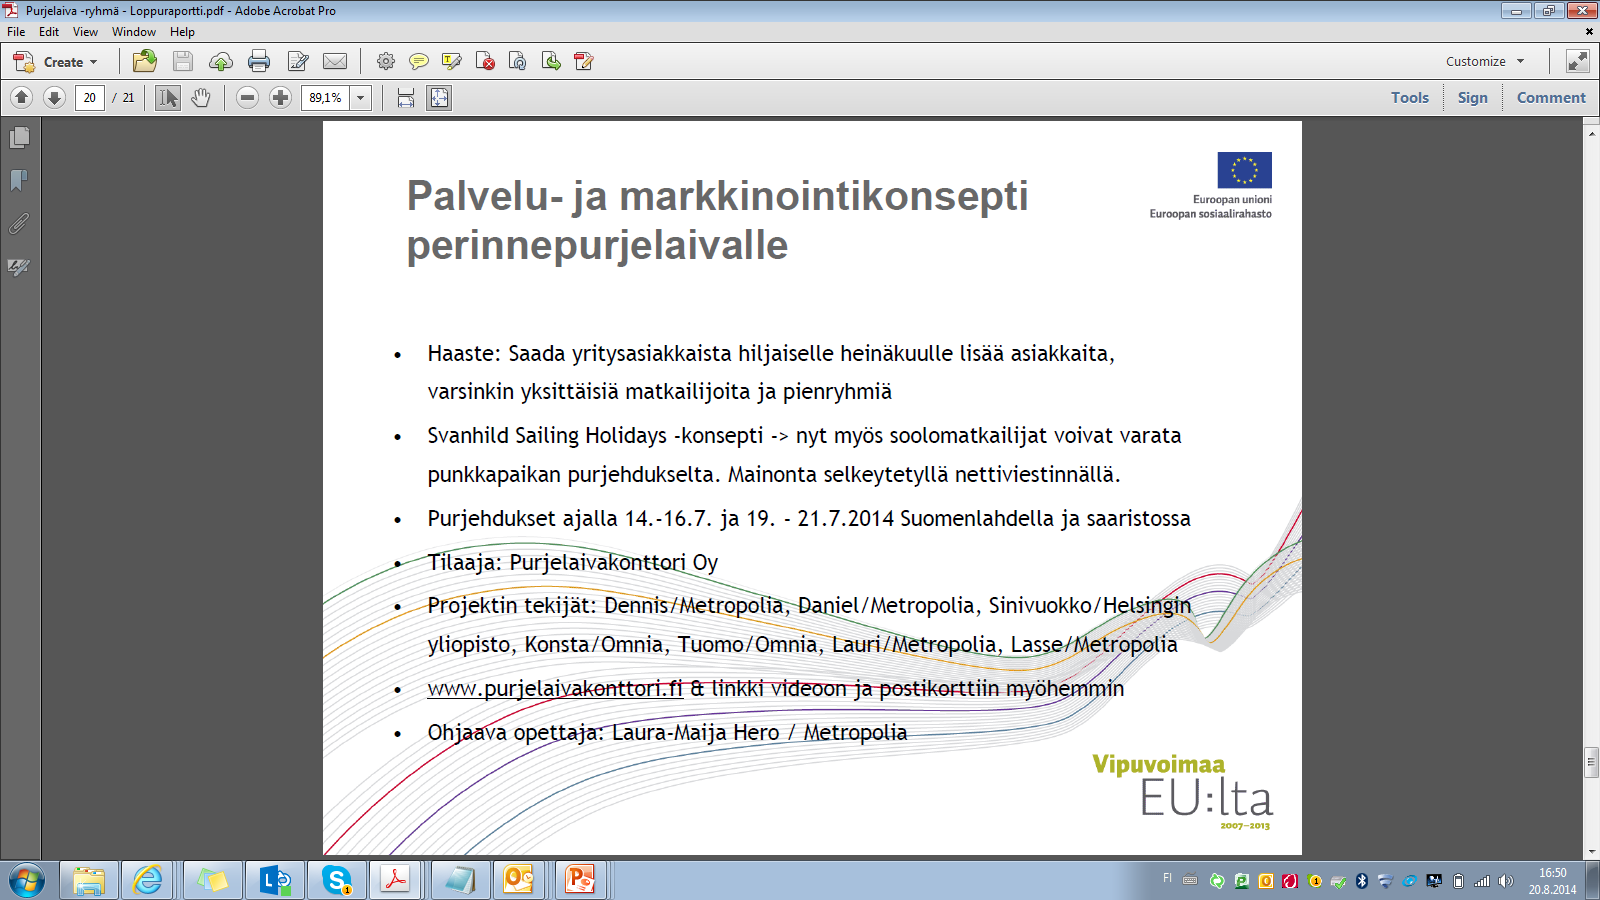 Purjelaiva -ryhmä - Loppuraportti.pdf - Adobe Acrobat Pro
File Edit View Window Help
Create
Customize
20 / 21
89,1%
Tools Sign Comment
Palvelu- ja markkinointikonsepti
perinnepurjelaivalle
Euroopan unioni
Euroopan sosiaalirahasto
• Haaste: Saada yritysasiakkaista hiljaiselle heinäkuulle lisää asiakkaita,
varsinkin yksittäisiä matkailijoita ja pienryhmiä
• Svanhild Sailing Holidays -konsepti -> nyt myös soolomatkailijat voivat varata
punkkapaikan purjehdukselta. Mainonta selkeytetyllä nettiviestinnällä.
• Purjehdukset ajalla 14.-16.7. ja 19. - 21.7.2014 Suomenlahdella ja saaristossa
• Tilaaja: Purjelaivakonttori Oy
• Projektin tekijät: Dennis/Metropolia, Daniel/Metropolia, Sinivuokko/Helsingin
yliopisto, Konsta/Omnia, Tuomo/Omnia, Lauri/Metropolia, Lasse/Metropolia
• www.purjelaivakonttori.fi & linkki videoon ja postikorttiin myöhemmin
• Ohjaava opettaja: Laura-Maija Hero / Metropolia
Vipuvoimaa
EU:lta
2007–2013
FI
16:50
20.8.2014